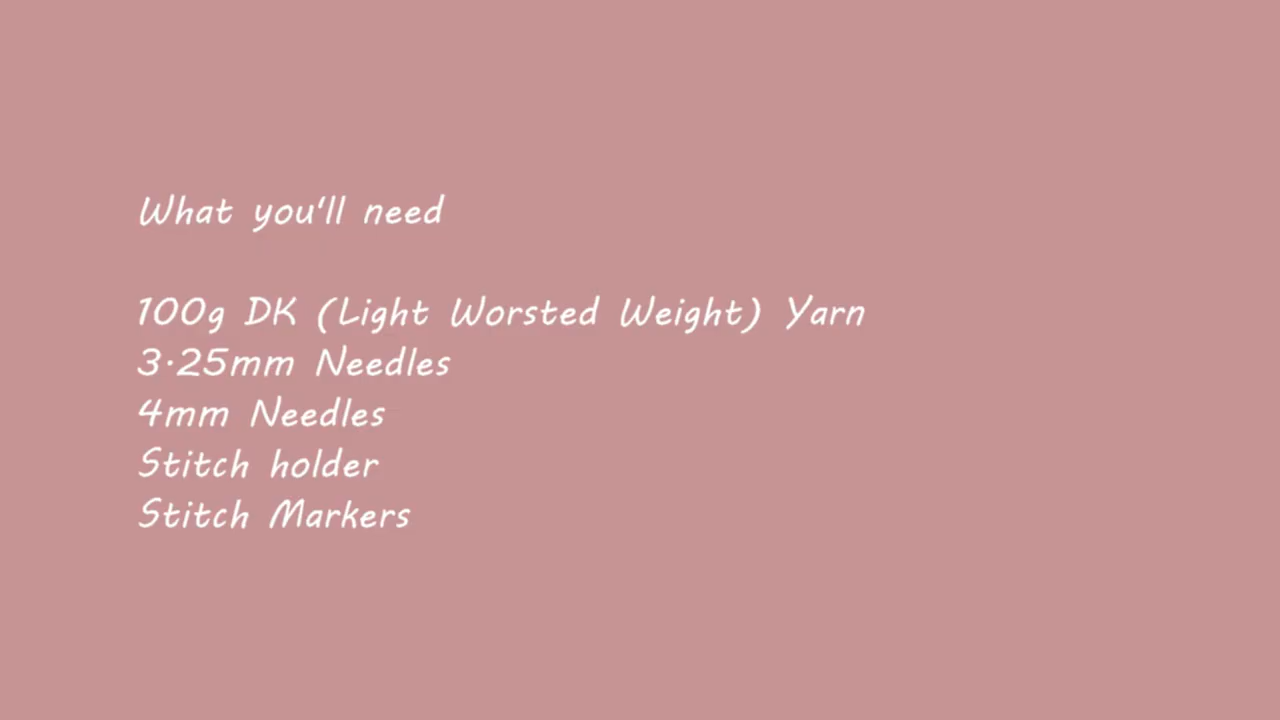 What you'll need
100g DK (Light Worsted Weight) Yarn
3·25mm Needles
4mm Needles
Stitch holder
Stitch Markers